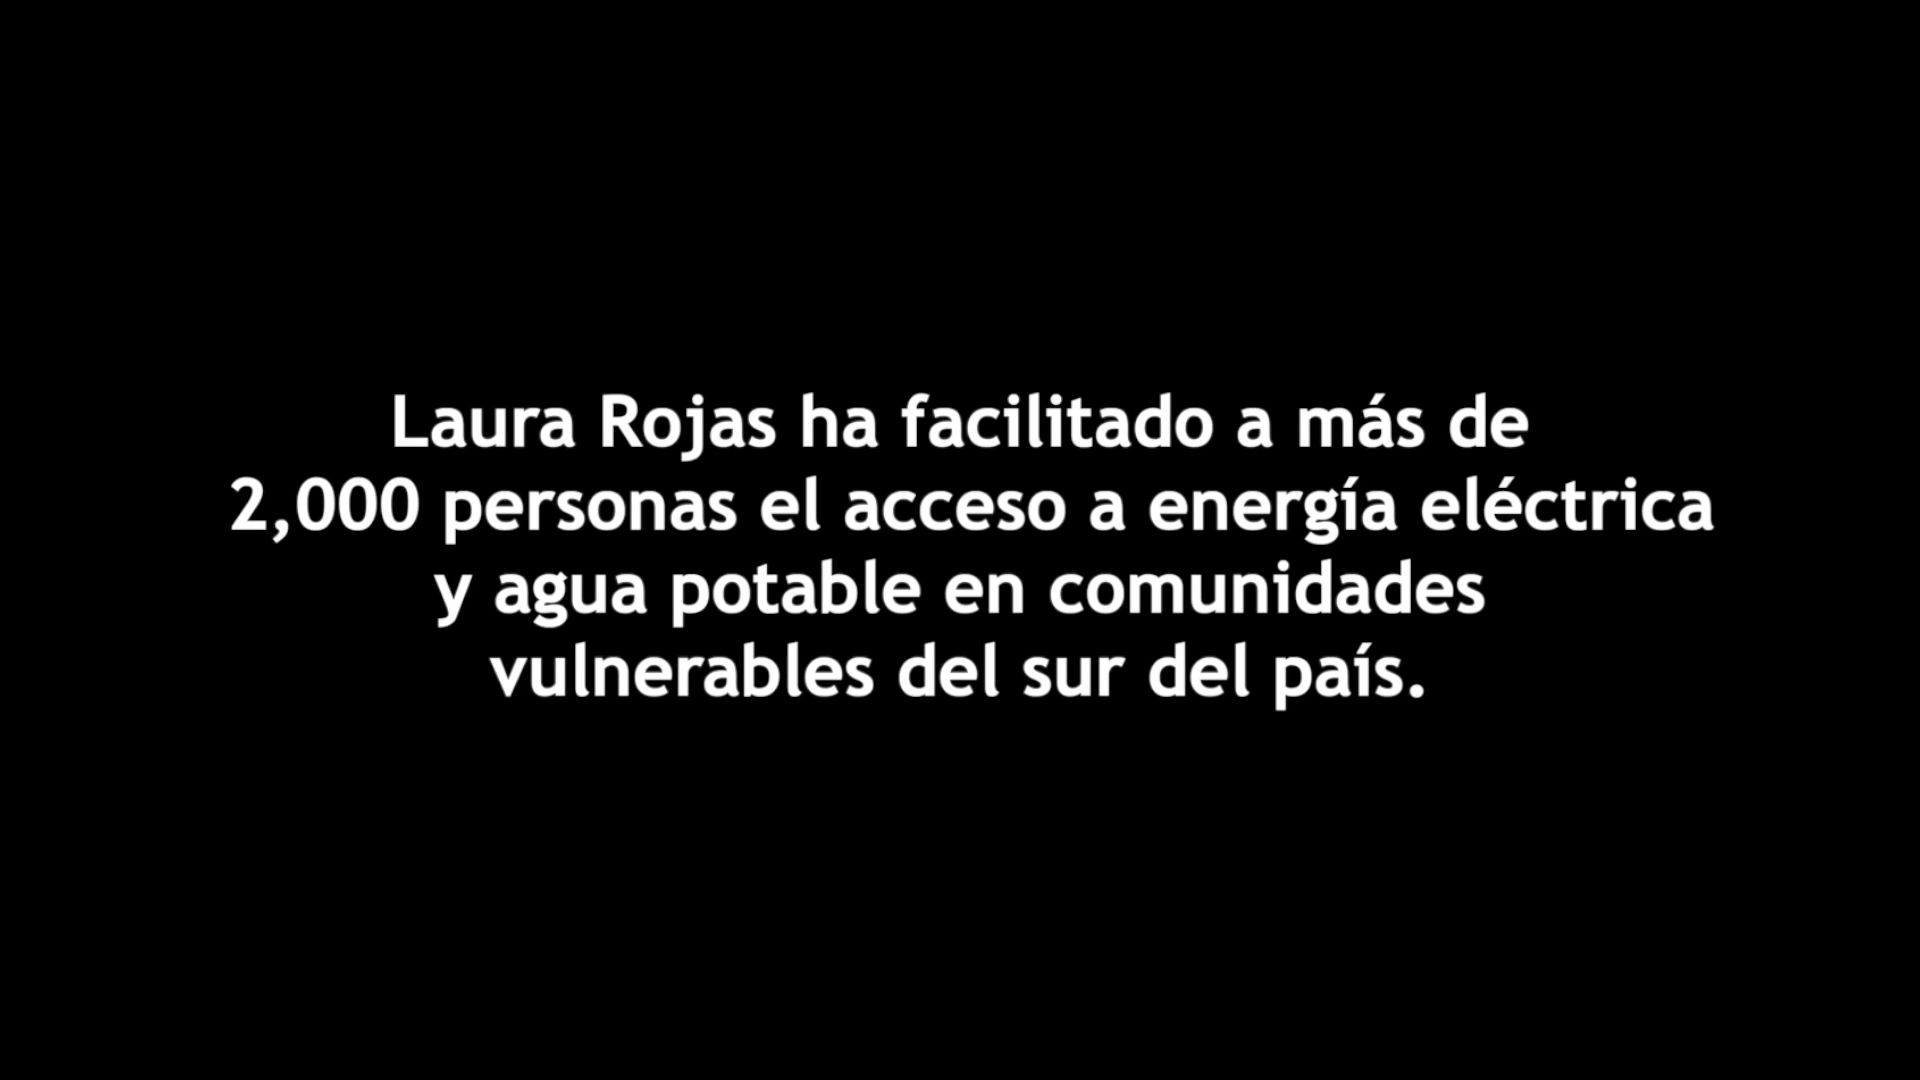 Laura Rojas ha facilitado a más de
2,000 personas el acceso a energía eléctrica
y agua potable en comunidades
vulnerables del sur del país.